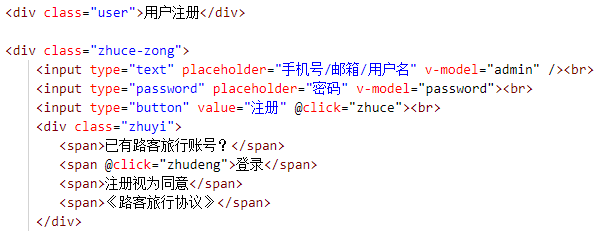 <div class="user">用户注册</div>
<div class="zhuce-zong">
<input type="text" placeholder="手机号/邮箱/用户名" v-model="admin" /><br>
<input type="password" placeholder="密码" v-model="password"><br>
<input type="button" value="注册" @click="zhuce"><br>
<div class="zhuyi">
<span>已有路客旅行账号？</span>
<span @click="zhudeng">登录</span>
<span>注册视为同意</span>
<span>《路客旅行协议》</span>
</div>